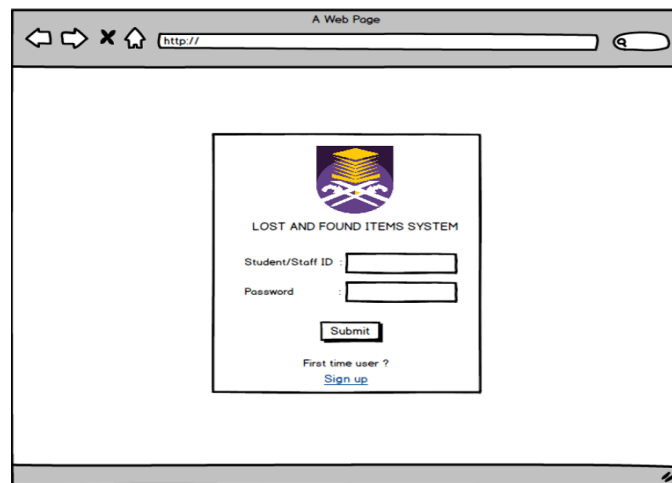 A Web Page
http://
LOST AND FOUND ITEMS SYSTEM
Student/Staff ID :
Password :
Submit
First time user ?
Sign up